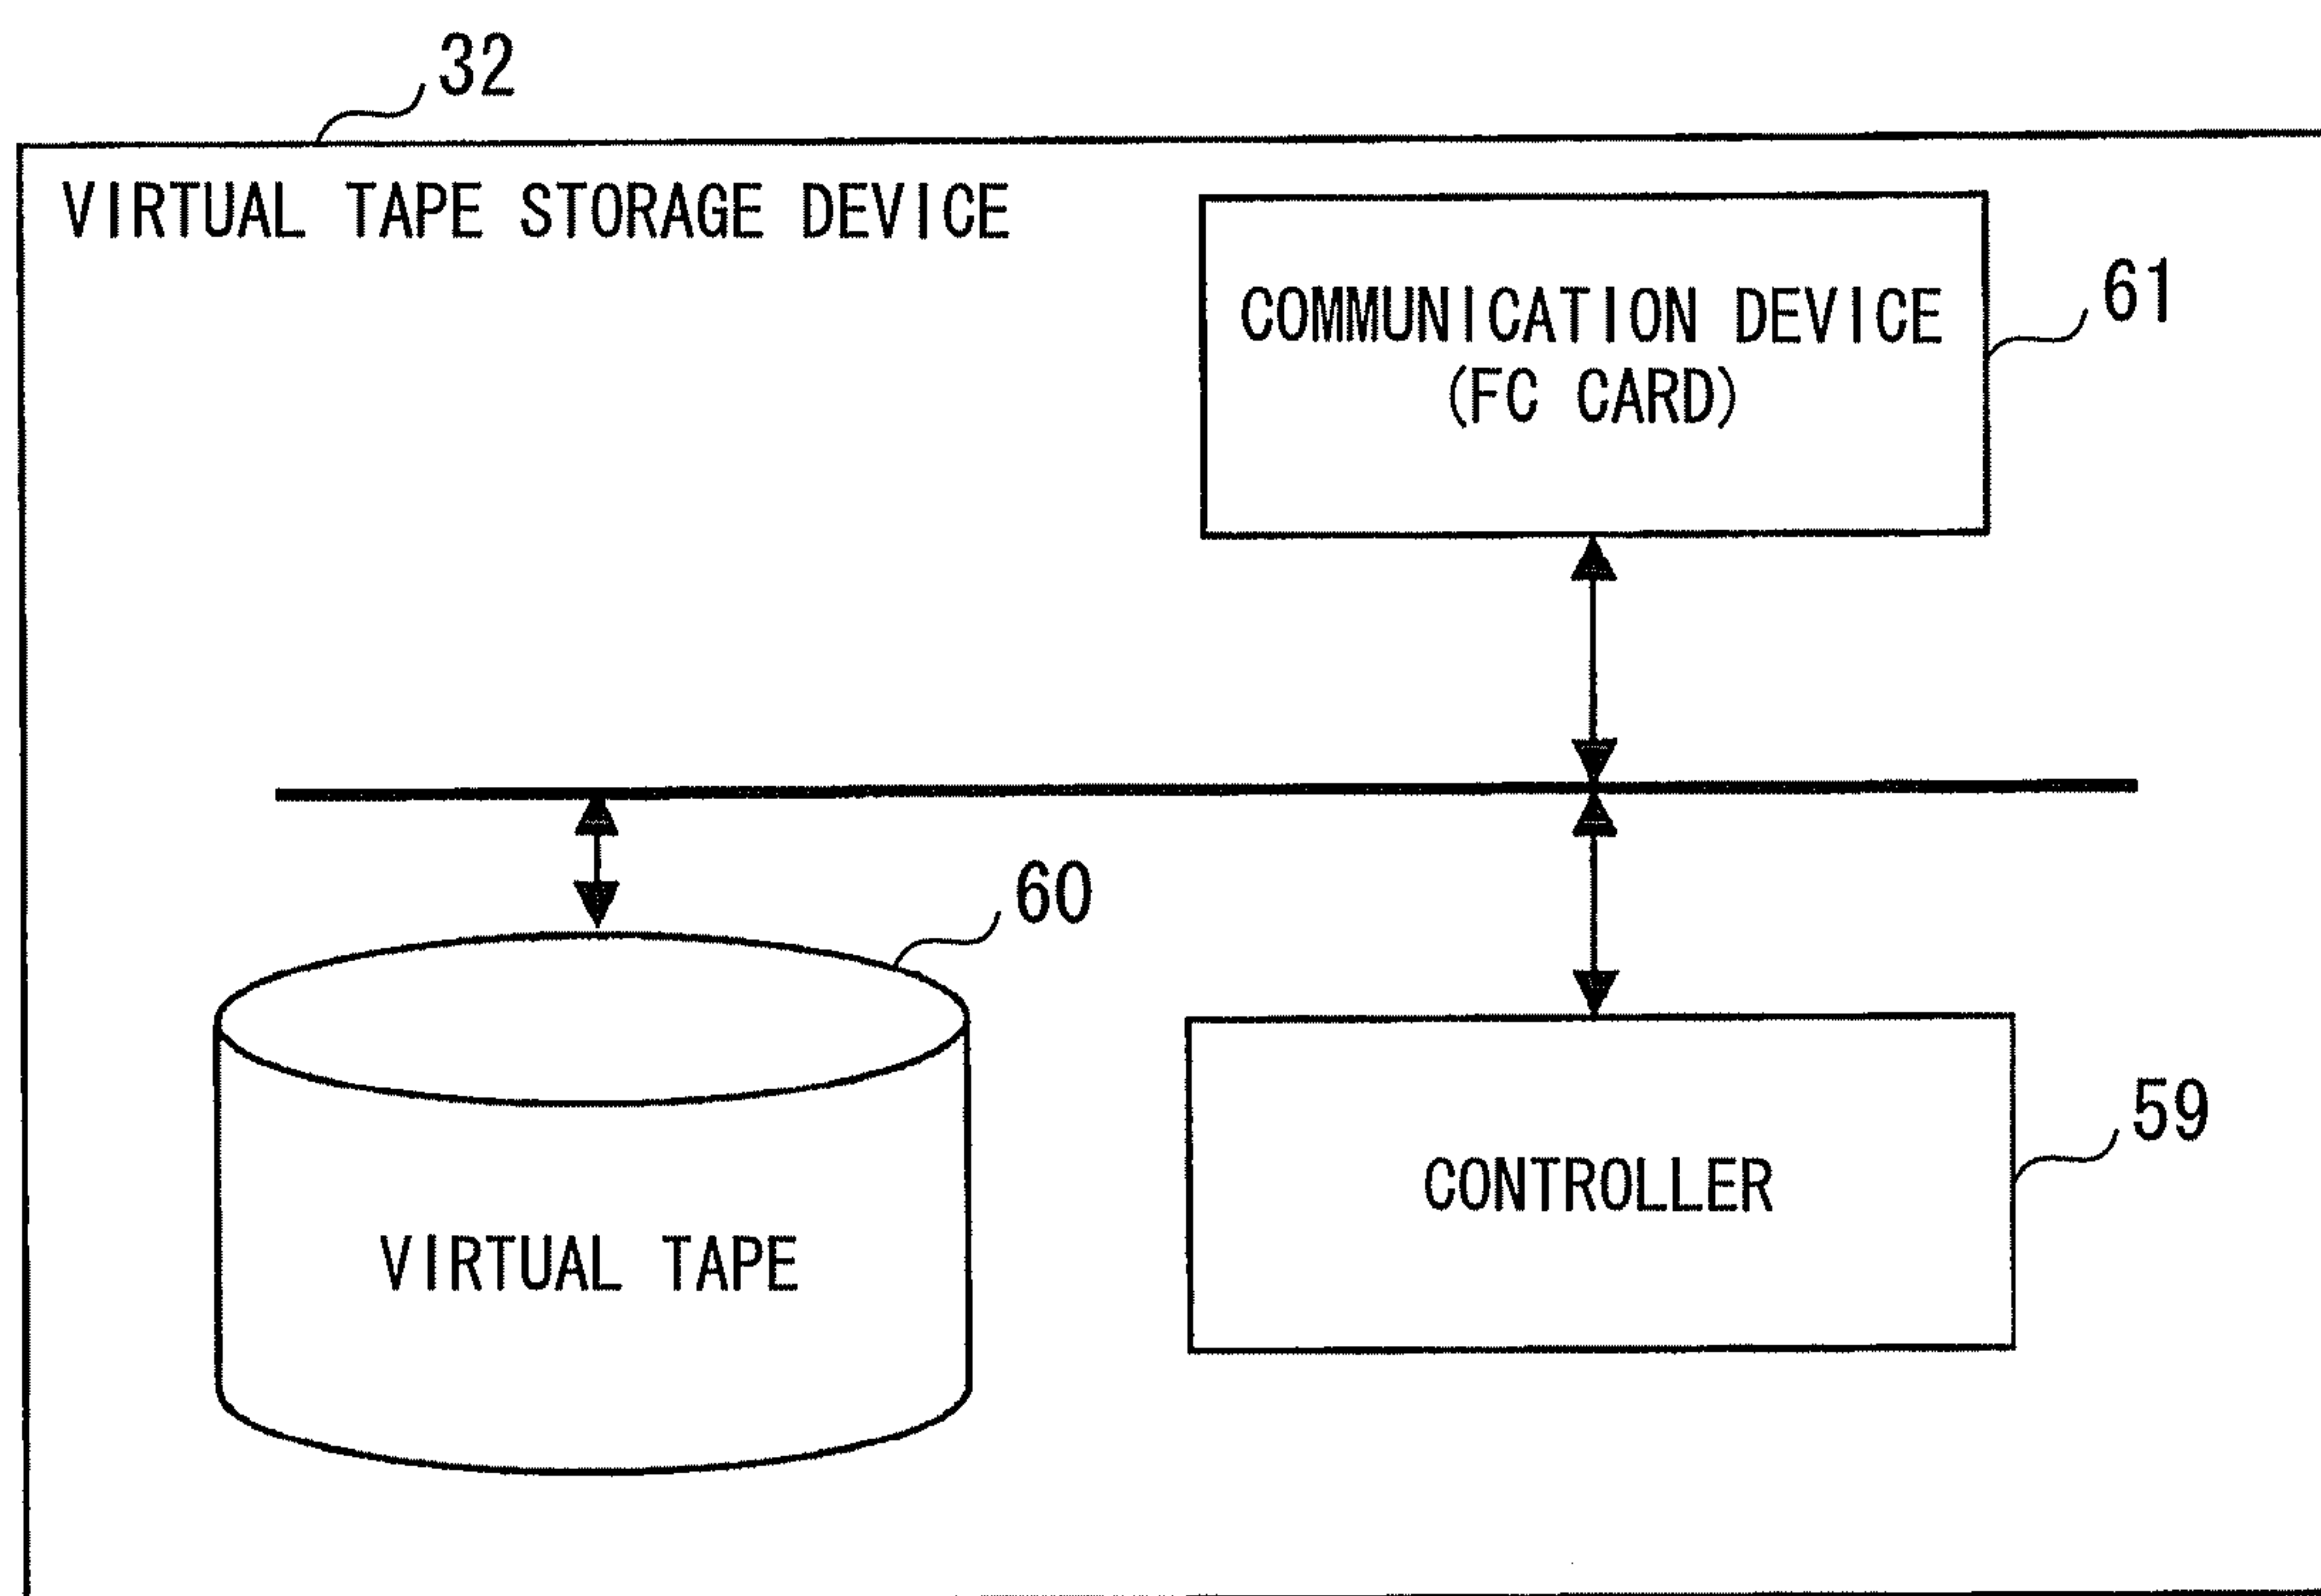 32
VIRTUAL TAPE STORAGE DEVICE
COMMUNICATION DEVICE
(FC CARD)
61
60
VIRTUAL TAPE
CONTROLLER
59